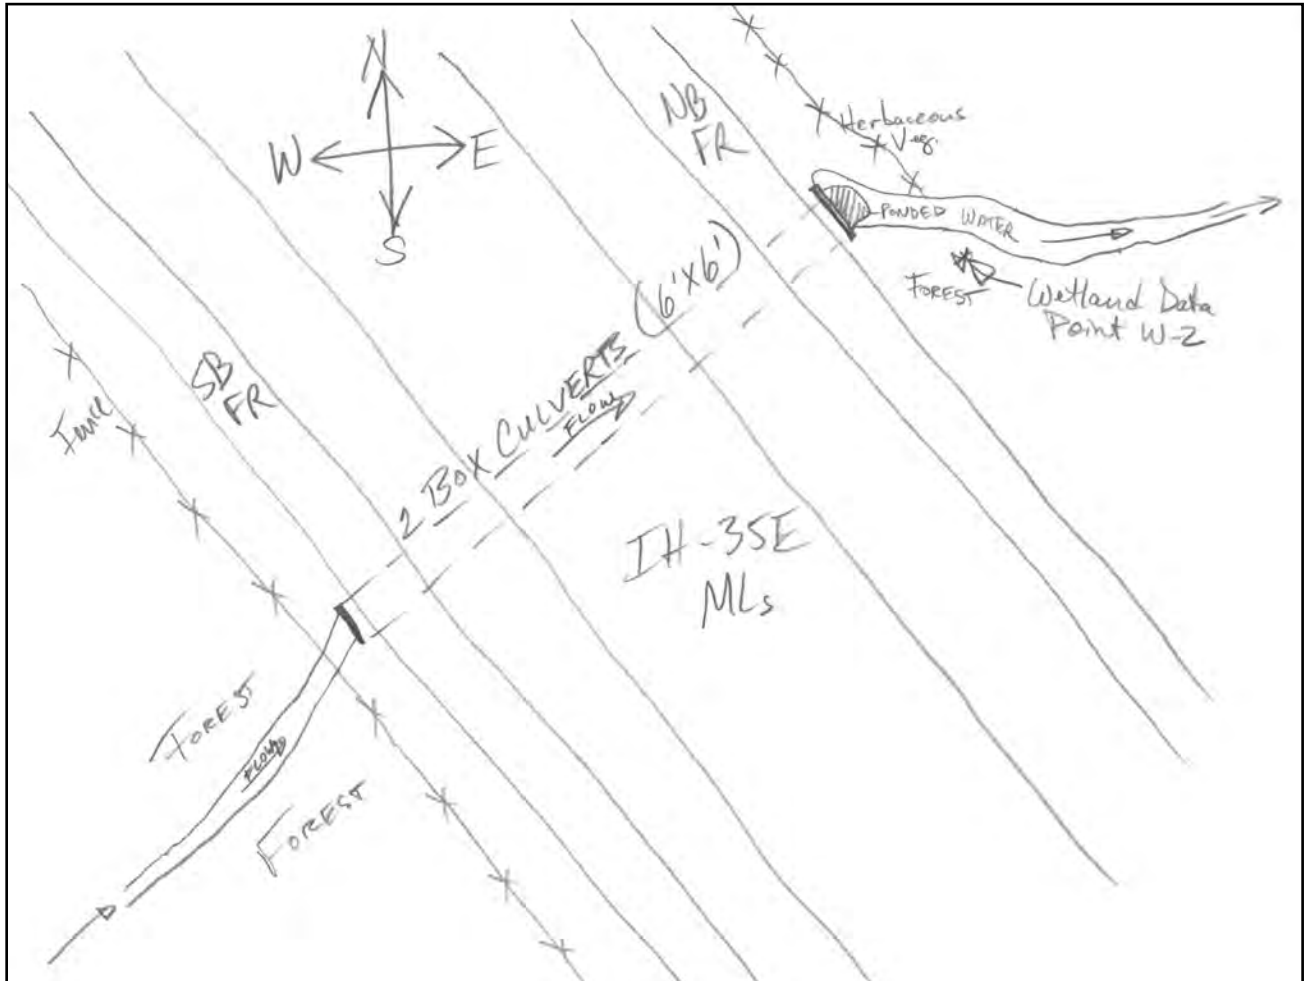 N
W E
S
NB
FR
Herbaceous
Veg.
PONDED WATER
FOREST
Wetland Data
Point W-2
2 BOX CULVERTS (6'X6')
FLOW
SB
FR
Fence
IH-35E
MLs
FOREST
FLOW
FOREST